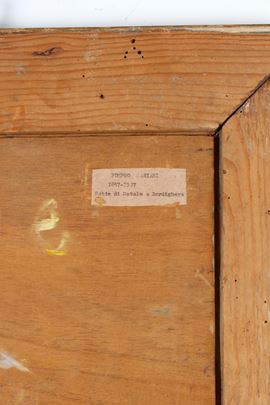 POMPEO MARIANI
1857-1927
Notte di Natale a Bordighera